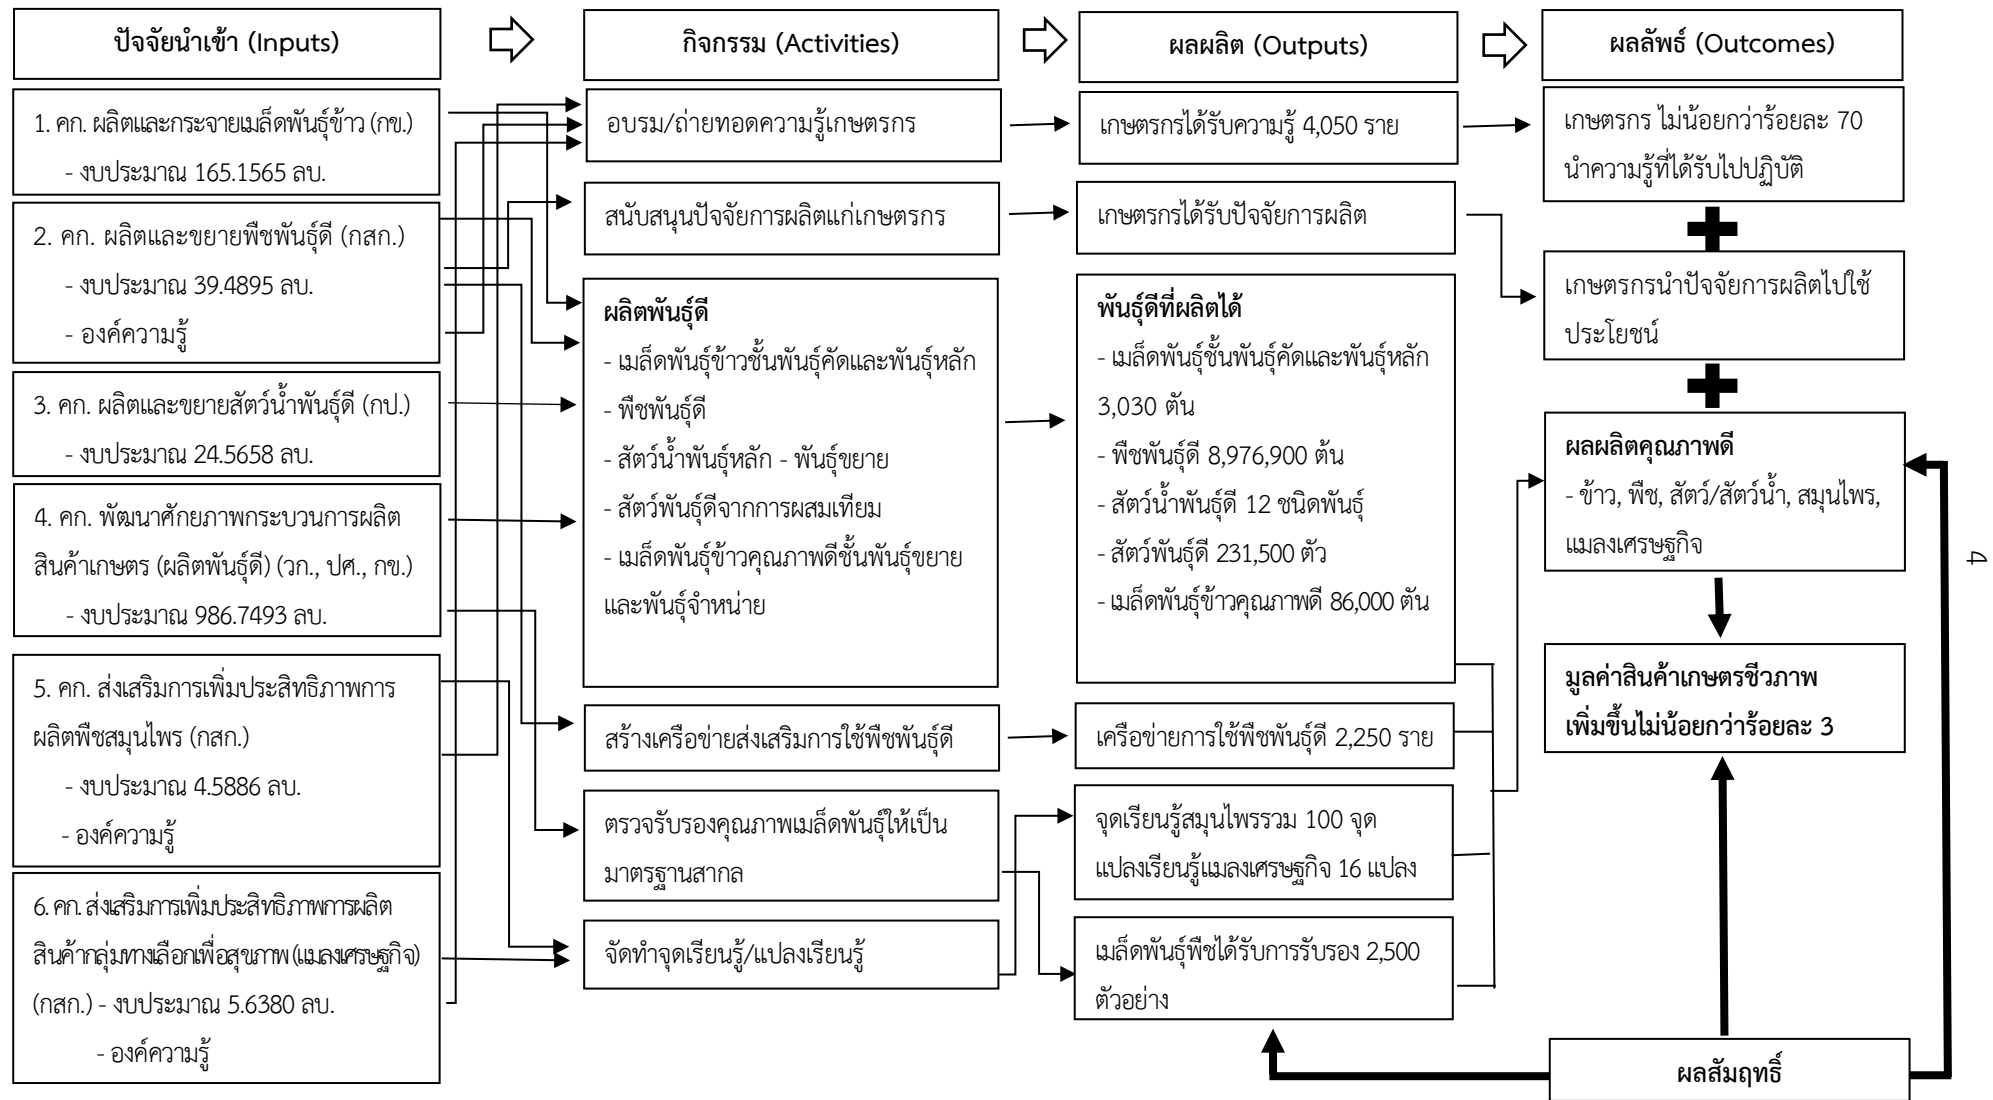 ปัจจัยนำเข้า (Inputs)
กิจกรรม (Activities)
ผลผลิต (Outputs)
ผลลัพธ์ (Outcomes)
1. คก. ผลิตและกระจายเมล็ดพันธุ์ข้าว (กข.)
- งบประมาณ 165.1565 ลบ.
2. คก. ผลิตและขยายพืชพันธุ์ดี (กสก.)
- งบประมาณ 39.4895 ลบ.
- องค์ความรู้
3. คก. ผลิตและขยายสัตว์น้ำพันธุ์ดี (กป.)
- งบประมาณ 24.5658 ลบ.
4. คก. พัฒนาศักยภาพกระบวนการผลิต
สินค้าเกษตร (ผลิตพันธุ์ดี) (วก., ปศ., กข.)
- งบประมาณ 986.7493 ลบ.
5. คก. ส่งเสริมการเพิ่มประสิทธิภาพการ
ผลิตพืชสมุนไพร (กสก.)
- งบประมาณ 4.5886 ลบ.
- องค์ความรู้
6. คก. ส่งเสริมการเพิ่มประสิทธิภาพการผลิต
สินค้ากลุ่มทางเลือกเพื่อสุขภาพ (แมลงเศรษฐกิจ)
(กสก.) - งบประมาณ 5.6380 ลบ.
- องค์ความรู้
อบรม/ถ่ายทอดความรู้เกษตรกร
สนับสนุนปัจจัยการผลิตแก่เกษตรกร
ผลิตพันธุ์ดี
- เมล็ดพันธุ์ข้าวชั้นพันธุ์คัดและพันธุ์หลัก
- พืชพันธุ์ดี
- สัตว์น้ำพันธุ์หลัก - พันธุ์ขยาย
- สัตว์พันธุ์ดีจากการผสมเทียม
- เมล็ดพันธุ์ข้าวคุณภาพดีชั้นพันธุ์ขยาย
และพันธุ์จำหน่าย
สร้างเครือข่ายส่งเสริมการใช้พืชพันธุ์ดี
ตรวจรับรองคุณภาพเมล็ดพันธุ์ให้เป็น
มาตรฐานสากล
จัดทำจุดเรียนรู้/แปลงเรียนรู้
เกษตรกรได้รับความรู้ 4,050 ราย
เกษตรกรได้รับปัจจัยการผลิต
พันธุ์ดีที่ผลิตได้
- เมล็ดพันธุ์ชั้นพันธุ์คัดและพันธุ์หลัก
3,030 ตัน
- พืชพันธุ์ดี 8,976,900 ต้น
- สัตว์น้ำพันธุ์ดี 12 ชนิดพันธุ์
- สัตว์พันธุ์ดี 231,500 ตัว
- เมล็ดพันธุ์ข้าวคุณภาพดี 86,000 ตัน
เครือข่ายการใช้พืชพันธุ์ดี 2,250 ราย
จุดเรียนรู้สมุนไพรรวม 100 จุด
แปลงเรียนรู้แมลงเศรษฐกิจ 16 แปลง
เมล็ดพันธุ์พืชได้รับการรับรอง 2,500
ตัวอย่าง
เกษตรกร ไม่น้อยกว่าร้อยละ 70
นำความรู้ที่ได้รับไปปฏิบัติ
เกษตรกรนำปัจจัยการผลิตไปใช้
ประโยชน์
ผลผลิตคุณภาพดี
- ข้าว, พืช, สัตว์/สัตว์น้ำ, สมุนไพร,
แมลงเศรษฐกิจ
มูลค่าสินค้าเกษตรชีวภาพ
เพิ่มขึ้นไม่น้อยกว่าร้อยละ 3
ผลสัมฤทธิ์
4